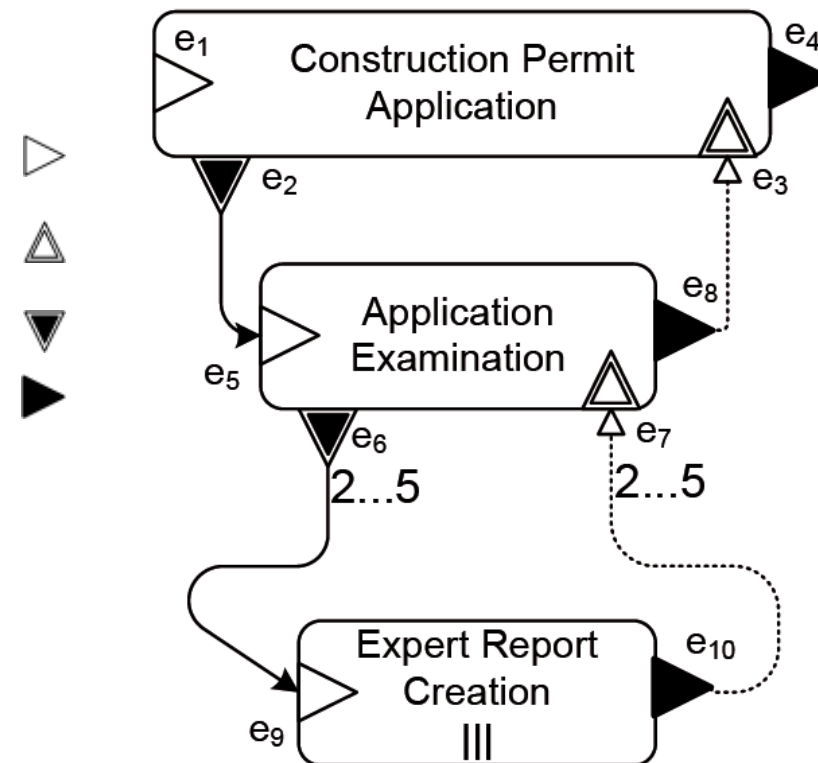 e1
Construction Permit
Application
e4
e2
e3
Application
Examination
e8
e5
e6
e7
2...5
2...5
Expert Report
Creation
e10
e9